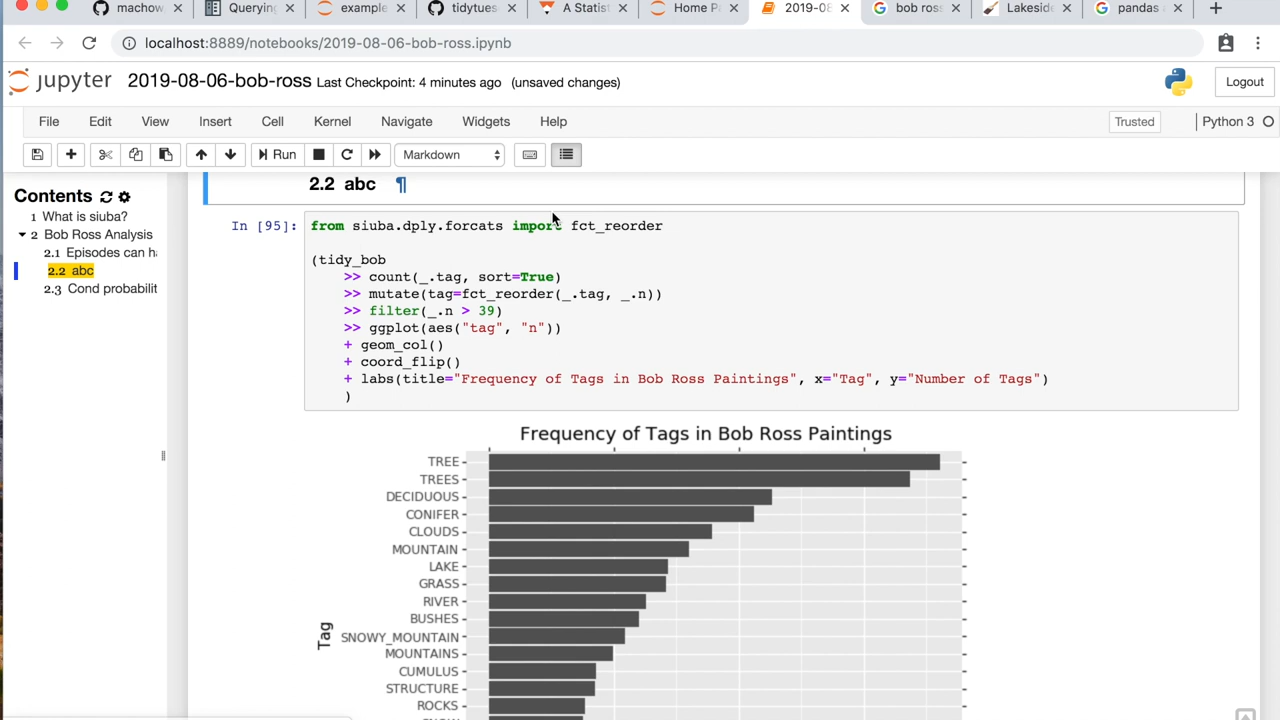 machow.
Querying
example
tidytues
A Statist
Home P
2019-08
bob ross
Lakeside
pandas
localhost:8889/notebooks/2019-08-06-bob-ross.ipynb
jupyter 2019-08-06-bob-ross Last Checkpoint: 4 minutes ago (unsaved changes)
Logout
File Edit View Insert Cell Kernel Navigate Widgets Help
Trusted
Python 3
Run
Markdown
Contents
1 What is siuba?
2 Bob Ross Analysis
2.1 Episodes can h
2.2 abc
2.3 Cond probabilit
2.2 abc ¶
In [95]:
from siuba.dply.forcats import fct_reorder
(tidy_bob
>> count(_.tag, sort=True)
>> mutate(tag=fct_reorder(_.tag, _.n))
>> filter(_.n > 39)
>> ggplot(aes("tag", "n"))
+ geom_col()
+ coord_flip()
+ labs(title="Frequency of Tags in Bob Ross Paintings", x="Tag", y="Number of Tags")
)
Frequency of Tags in Bob Ross Paintings
Tag
TREE
TREES
DECIDUOUS
CONIFER
CLOUDS
MOUNTAIN
LAKE
GRASS
RIVER
BUSHES
SNOWY_MOUNTAIN
MOUNTAINS
CUMULUS
STRUCTURE
ROCKS